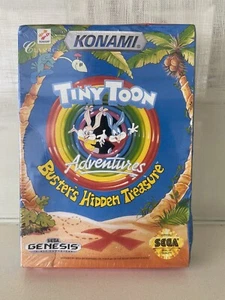 KONAMI
TINY TOON
Adventures
BUSTER'S HIDDEN TREASURE
SEGA
GENESIS
SEGA